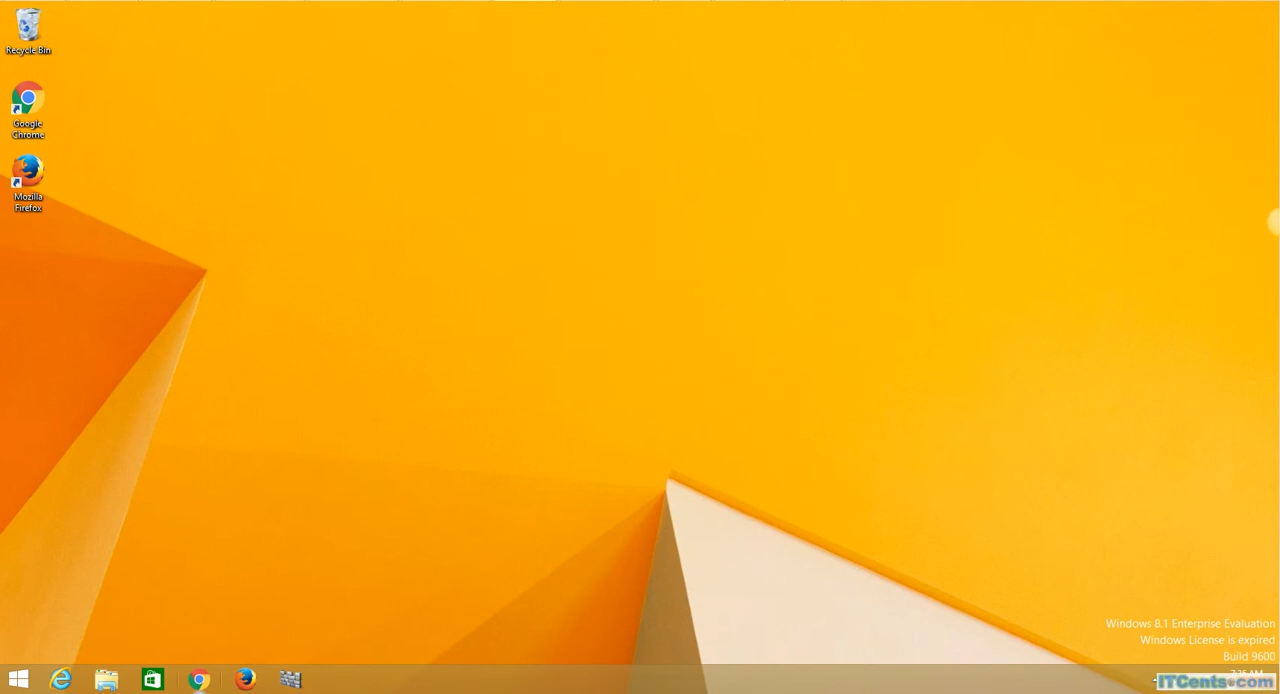 Recycle Bin
Google
Chrome
Mozilla
Firefox
Windows 8.1 Enterprise Evaluation
Windows License is expired
Build 9600
ITCents.com